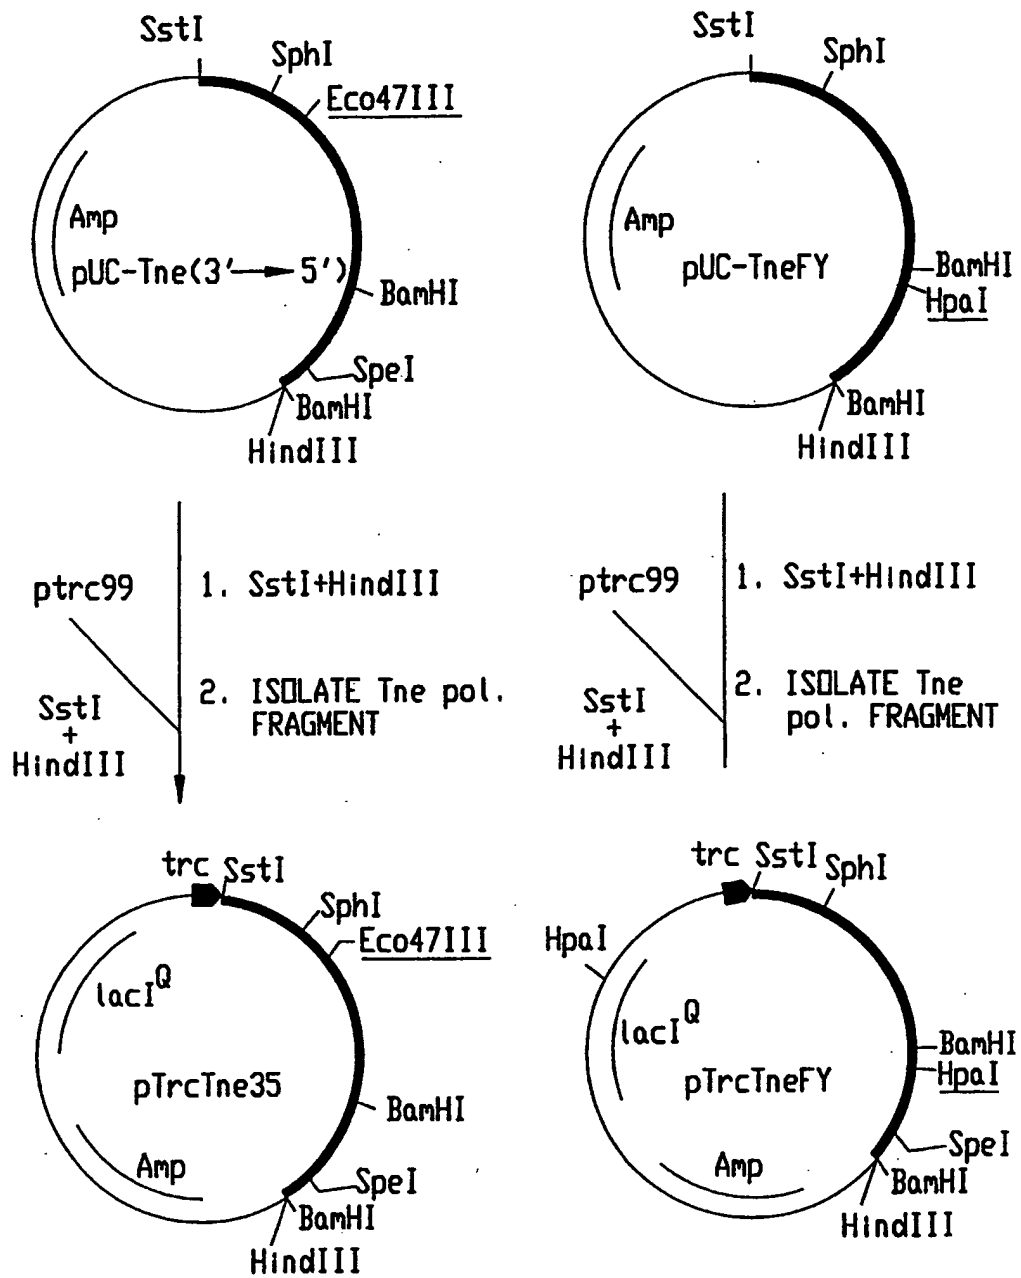 SstI
SphI
Eco47III
Amp
pUC-Tne(3'→5')
BamHI
SpeI
BamHI
HindIII
SstI
SphI
Amp
pUC-TneFY
BamHI
HpaI
BamHI
HindIII
ptrc99
SstI
+
HindIII
1. SstI+HindIII
2. ISOLATE Tne pol.
FRAGMENT
ptrc99
SstI
+
HindIII
1. SstI+HindIII
2. ISOLATE Tne
pol. FRAGMENT
trc
SstI
SphI
Eco47III
lacI^Q
pTrcTne35
BamHI
Amp
SpeI
BamHI
HindIII
trc
SstI
SphI
HpaI
lacI^Q
pTrcTneFY
BamHI
HpaI
Amp
SpeI
BamHI
HindIII